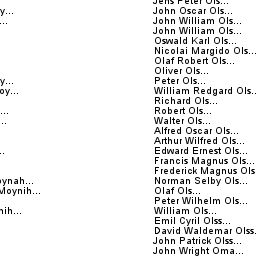 Jens Peter Ols...
y... John Oscar Ols...
... John William Ols...
John William Ols...
Oswald Karl Ols...
Nicolai Margido Ols...
Olaf Robert Ols...
Oliver Ols...
y... Peter Ols...
oy... William Redgard Ols..
Richard Ols...
... Robert Ols...
.. Walter Ols...
Alfred Oscar Ols...
Arthur Wilfred Ols...
.. Edward Ernest Ols...
Francis Magnus Ols...
Frederick Magnus Ols
oynah... Norman Selby Ols...
Moynih... Olaf Ols...
Peter Wilhelm Ols...
nih... William Ols...
Emil Cyril Olss...
David Waldemar Olss.
John Patrick Olss...
John Wright Oma...